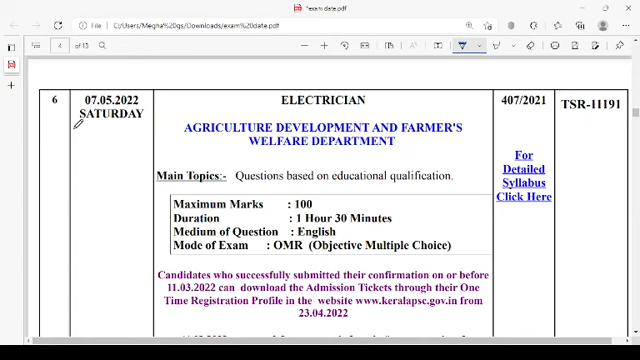 *exam date.pdf
File | C:/Users/Megha%20gs/Downloads/exam%20date.pdf
4 of 13
6
07.05.2022
SATURDAY
ELECTRICIAN
AGRICULTURE DEVELOPMENT AND FARMER'S
WELFARE DEPARTMENT
Main Topics:- Questions based on educational qualification.
Maximum Marks : 100
Duration : 1 Hour 30 Minutes
Medium of Question : English
Mode of Exam : OMR (Objective Multiple Choice)
Candidates who successfully submitted their confirmation on or before
11.03.2022 can download the Admission Tickets through their One
Time Registration Profile in the website www.keralapsc.gov.in from
23.04.2022
407/2021
For
Detailed
Syllabus
Click Here
TSR-11191